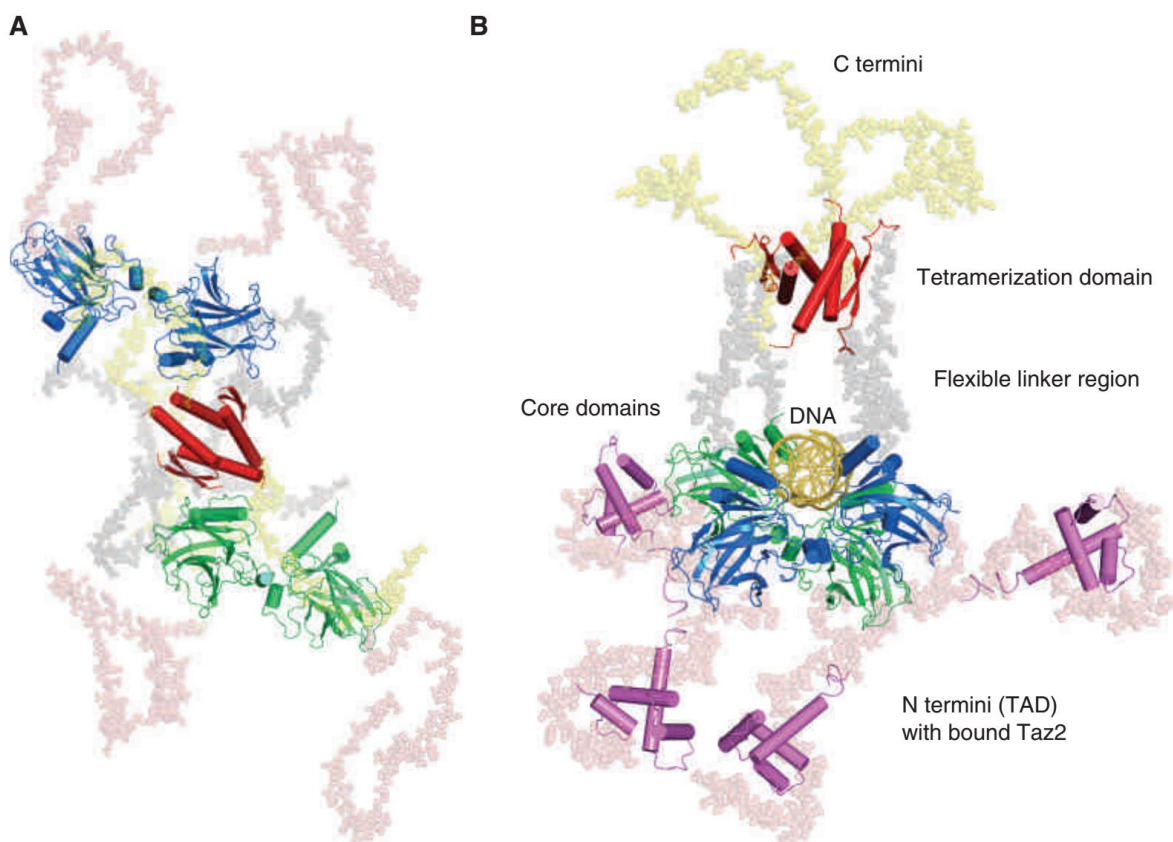 A
B
C termini
Tetramerization domain
Flexible linker region
Core domains
DNA
N termini (TAD)
with bound Taz2